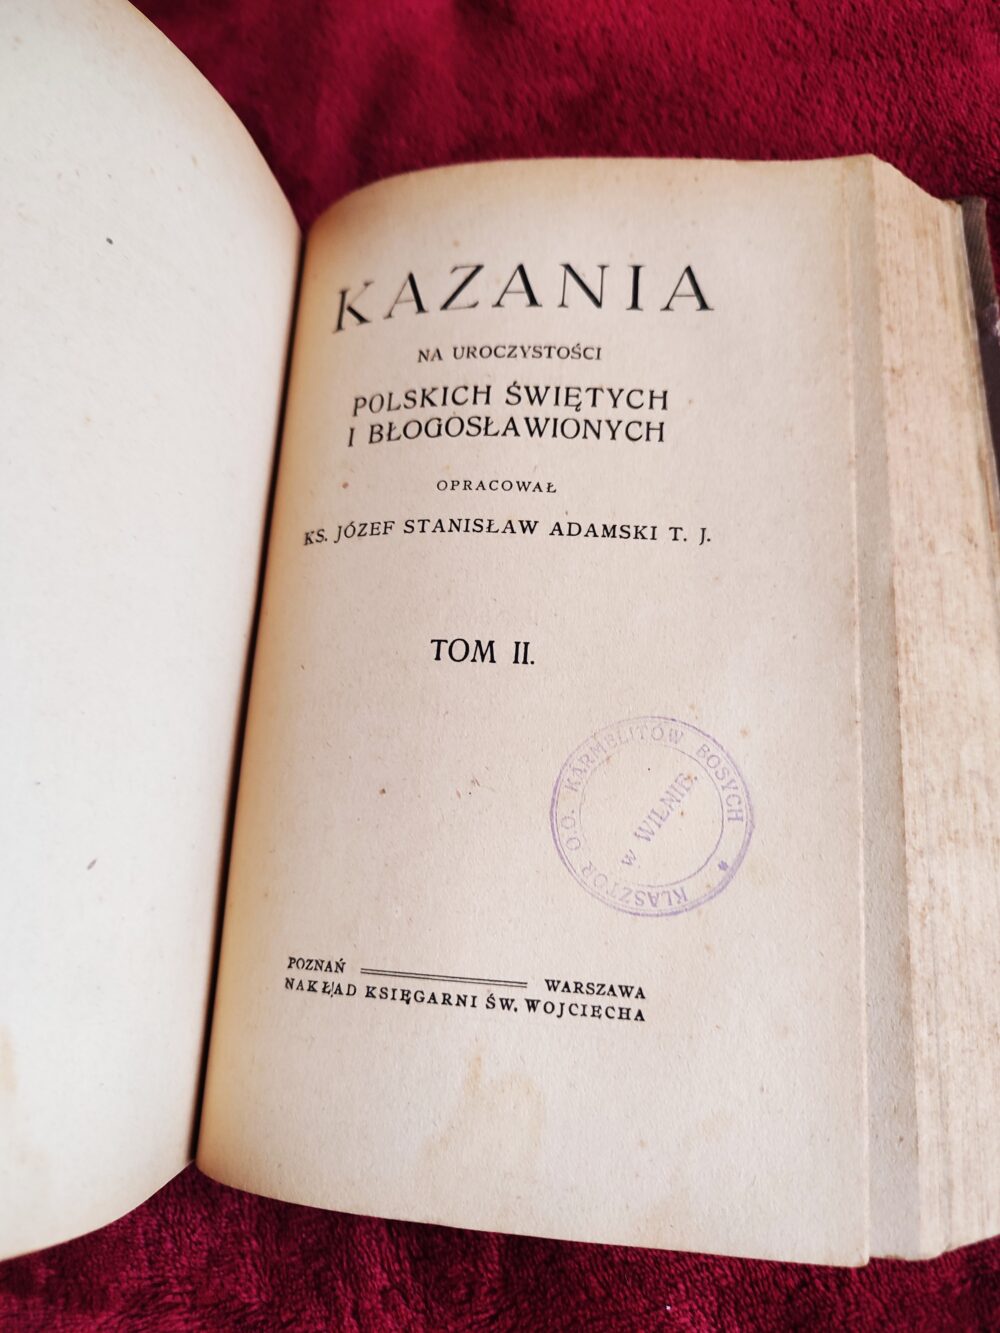 KAZANIA
NA UROCZYSTOŚCI
POLSKICH ŚWIĘTYCH
I BŁOGOSŁAWIONYCH
OPRACOWAŁ
KS. JÓZEF STANISŁAW ADAMSKI T. J.
TOM II.
KLASZTOR O.O. KARMELITÓW BOSYCH
w WILNIE.
POZNAŃ WARSZAWA
NAKŁAD KSIĘGARNI ŚW. WOJCIECHA